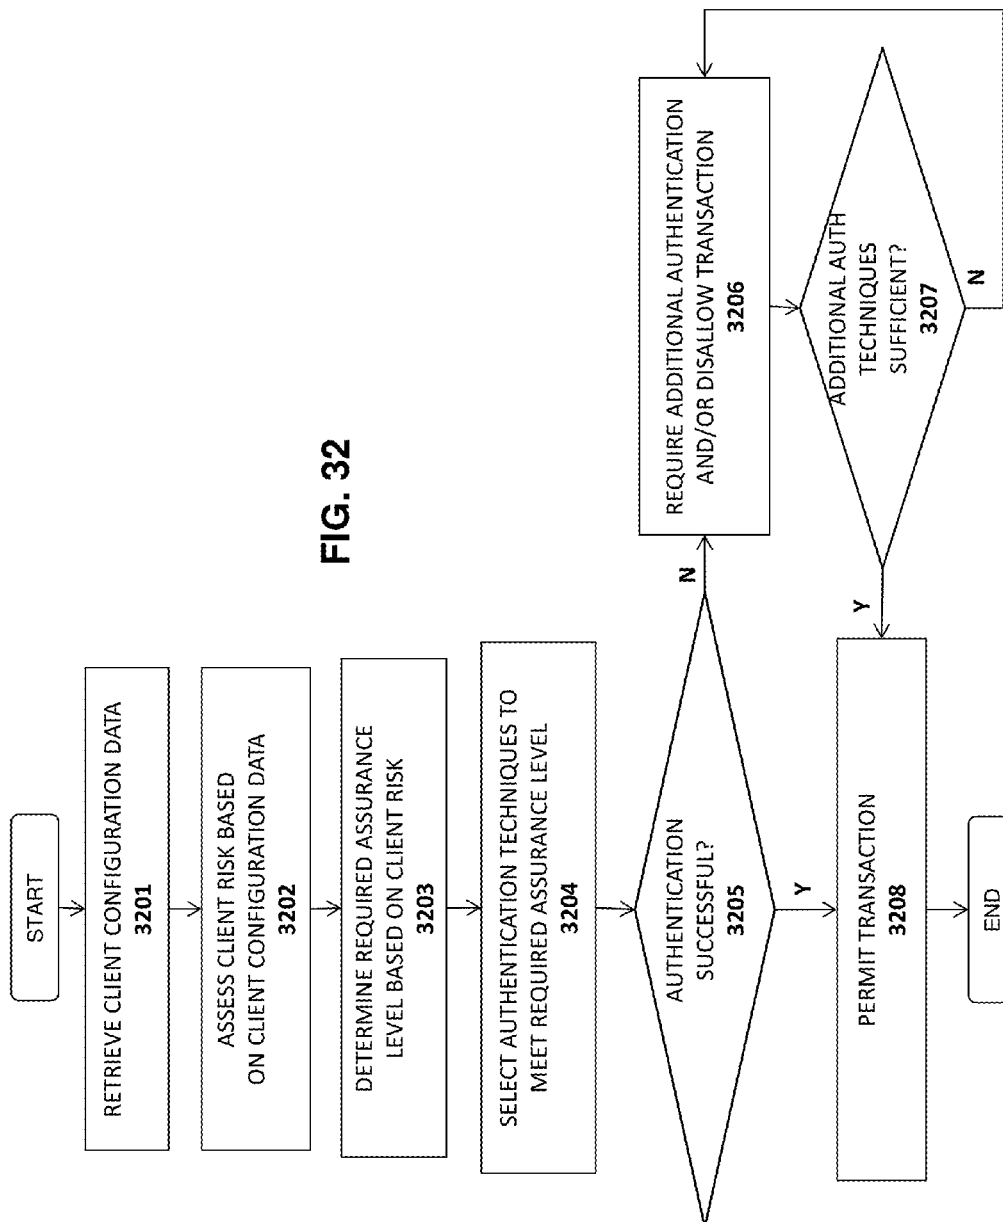 START
RETRIEVE CLIENT CONFIGURATION DATA
3201
ASSESS CLIENT RISK BASED
ON CLIENT CONFIGURATION DATA
3202
DETERMINE REQUIRED ASSURANCE
LEVEL BASED ON CLIENT RISK
3203
SELECT AUTHENTICATION TECHNIQUES TO
MEET REQUIRED ASSURANCE LEVEL
3204
AUTHENTICATION
SUCCESSFUL?
3205
N
Y
REQUIRE ADDITIONAL AUTHENTICATION
AND/OR DISALLOW TRANSACTION
3206
ADDITIONAL AUTH
TECHNIQUES
SUFFICIENT?
3207
N
Y
PERMIT TRANSACTION
3208
END
FIG. 32